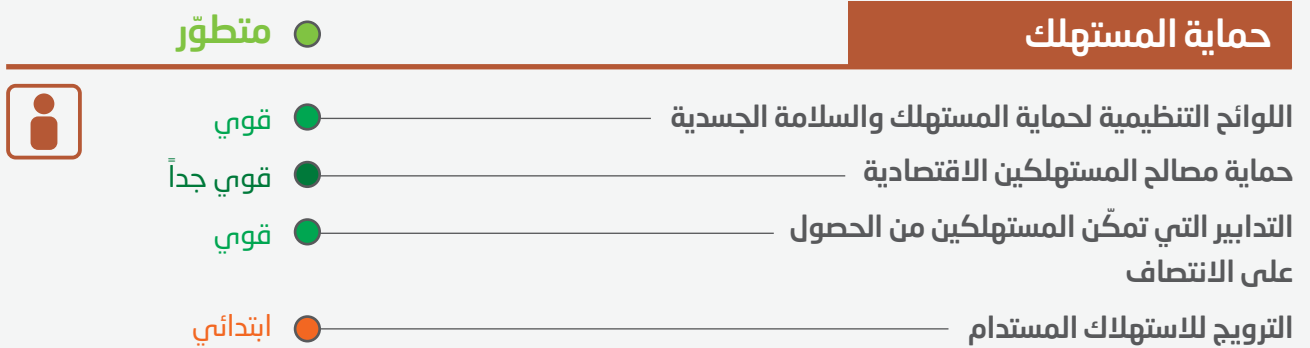 حماية المستهلك
متطوّر
اللوائح التنظيمية لحماية المستهلك والسلامة الجسدية
قوي
حماية مصالح المستهلكين الاقتصادية
قوي جداً
التدابير التي تمكّن المستهلكين من الحصول
قوي
على الانتصاف
الترويج للاستهلاك المستدام
ابتدائي